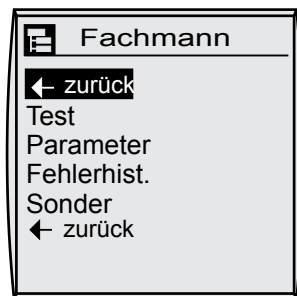 Fachmann
← zurück
Test
Parameter
Fehlerhist.
Sonder
← zurück